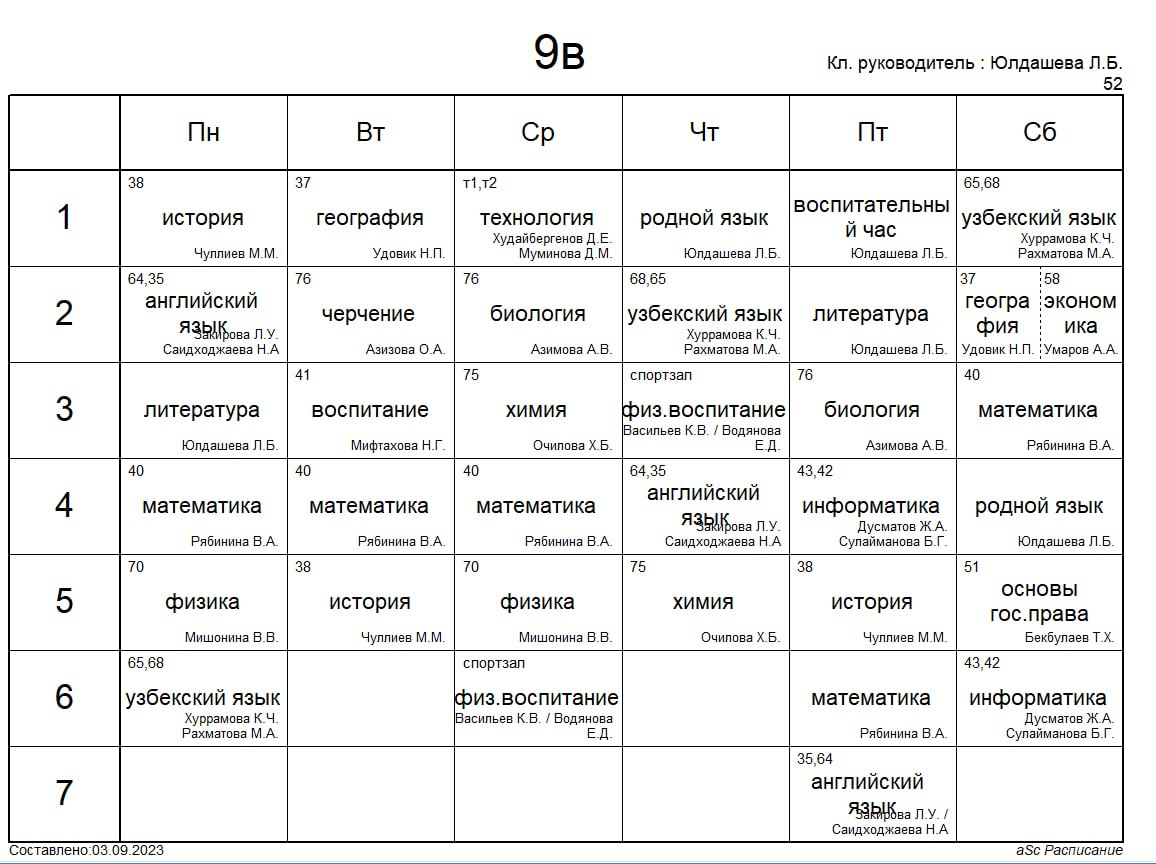 9в
Кл. руководитель : Юлдашева Л.Б.
52
Пн
Вт
Ср
Чт
Пт
Сб
1
38
история
Чуллиев М.М.
37
география
Удовик Н.П.
т1,т2
технология
Худайбергенов Д.Е.
Муминова Д.М.
родной язык
Юлдашева Л.Б.
воспитательны
й час
Юлдашева Л.Б.
65,68
узбекский язык
Хуррамова К.Ч.
Рахматова М.А.
2
64,35
английский
язык
Закирова Л.У.
Саидходжаева Н.А
76
черчение
Азизова О.А.
76
биология
Азимова А.В.
68,65
узбекский язык
Хуррамова К.Ч.
Рахматова М.А.
литература
Юлдашева Л.Б.
37
геогра
фия
Удовик Н.П.
58
эконом
ика
Умаров А.А.
3
литература
Юлдашева Л.Б.
41
воспитание
Мифтахова Н.Г.
75
химия
Очилова Х.Б.
спортзал
физ.воспитание
Васильев К.В. / Водянова
Е.Д.
76
биология
Азимова А.В.
40
математика
Рябинина В.А.
4
40
математика
Рябинина В.А.
40
математика
Рябинина В.А.
40
математика
Рябинина В.А.
64,35
английский
язык
Закирова Л.У.
Саидходжаева Н.А
43,42
информатика
Дусматов Ж.А.
Сулайманова Б.Г.
родной язык
Юлдашева Л.Б.
5
70
физика
Мишонина В.В.
38
история
Чуллиев М.М.
70
физика
Мишонина В.В.
75
химия
Очилова Х.Б.
38
история
Чуллиев М.М.
51
основы
гос.права
Бекбулаев Т.Х.
6
65,68
узбекский язык
Хуррамова К.Ч.
Рахматова М.А.
спортзал
физ.воспитание
Васильев К.В. / Водянова
Е.Д.
математика
Рябинина В.А.
43,42
информатика
Дусматов Ж.А.
Сулайманова Б.Г.
7
35,64
английский
язык
Закирова Л.У. /
Саидходжаева Н.А
Составлено:03.09.2023
aSc Расписание